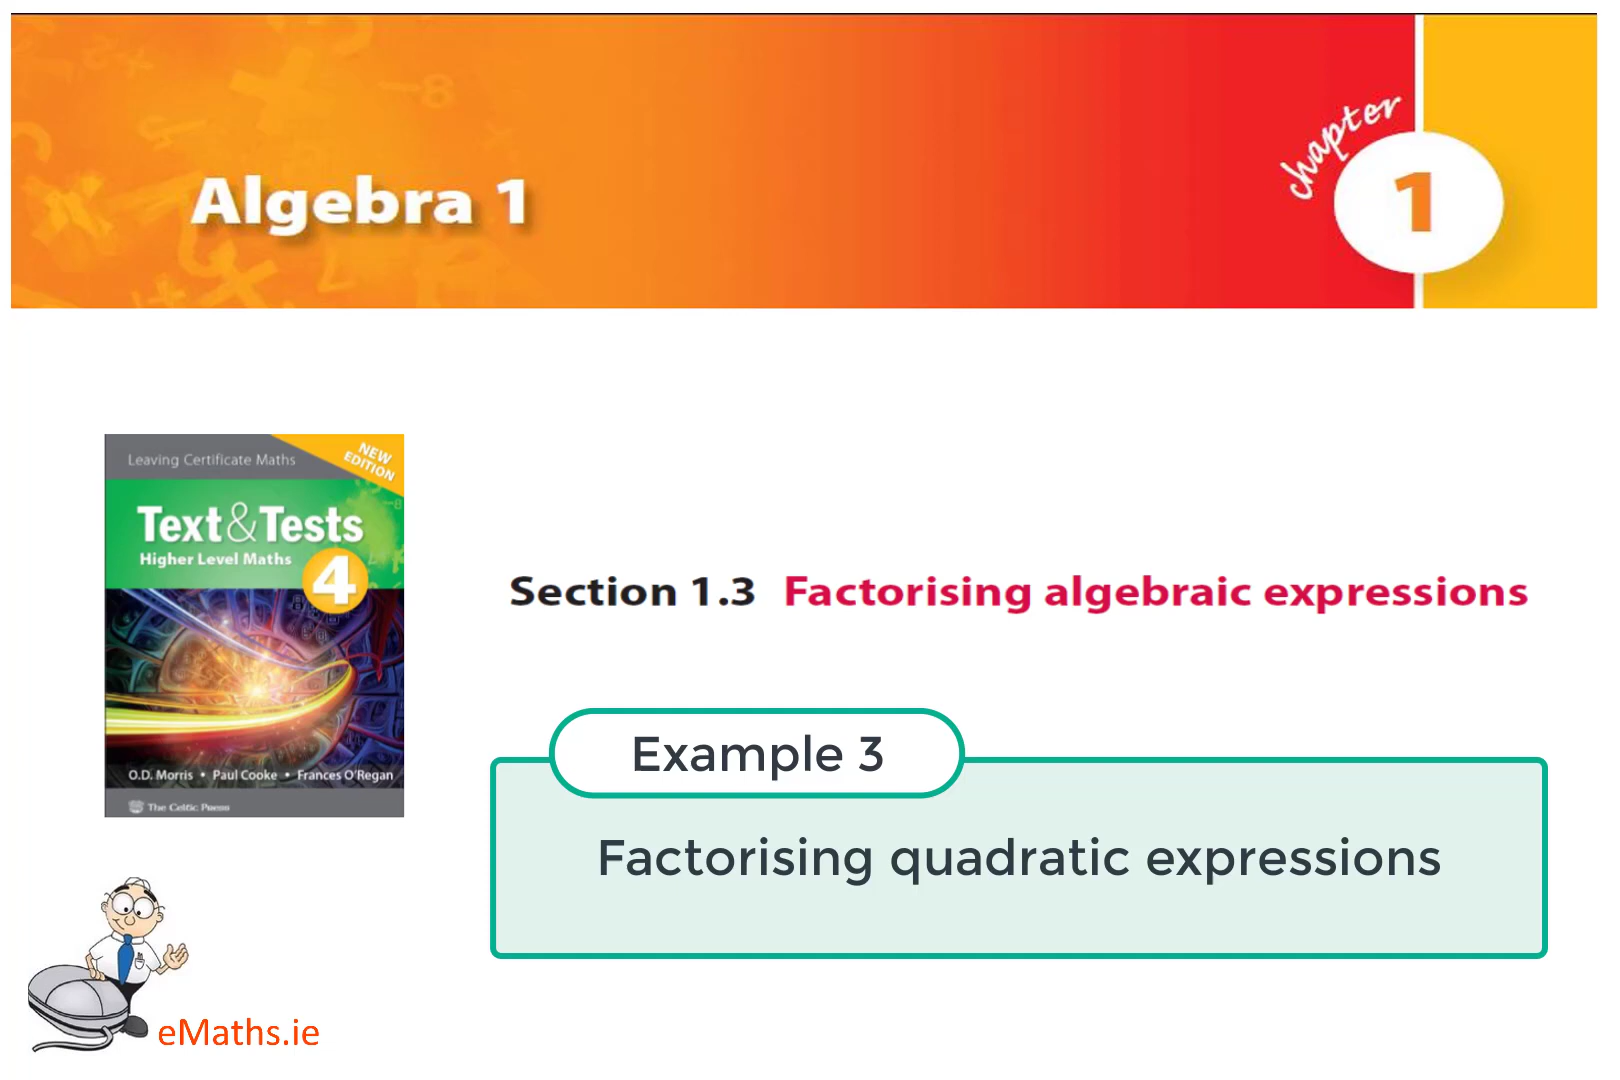 chapter
Algebra 1
1
Leaving Certificate Maths
NEW
EDITION
Text&Tests
Higher Level Maths
4
O.D. Morris • Paul Cooke • Frances O'Regan
The Celtic Press
Section 1.3 Factorising algebraic expressions
Example 3
Factorising quadratic expressions
eMaths.ie